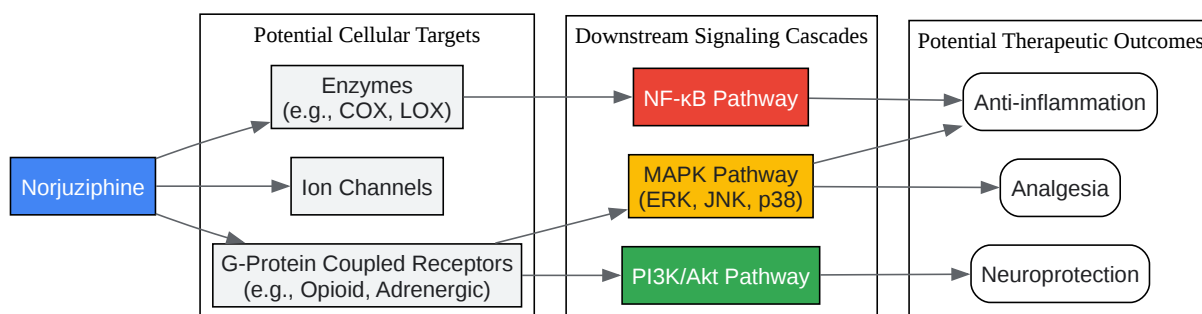 Potential Cellular Targets
Downstream Signaling Cascades
Potential Therapeutic Outcomes
Norjuziphine
Enzymes
(e.g., COX, LOX)
Ion Channels
G-Protein Coupled Receptors
(e.g., Opioid, Adrenergic)
NF-κB Pathway
MAPK Pathway
(ERK, JNK, p38)
PI3K/Akt Pathway
Anti-inflammation
Analgesia
Neuroprotection